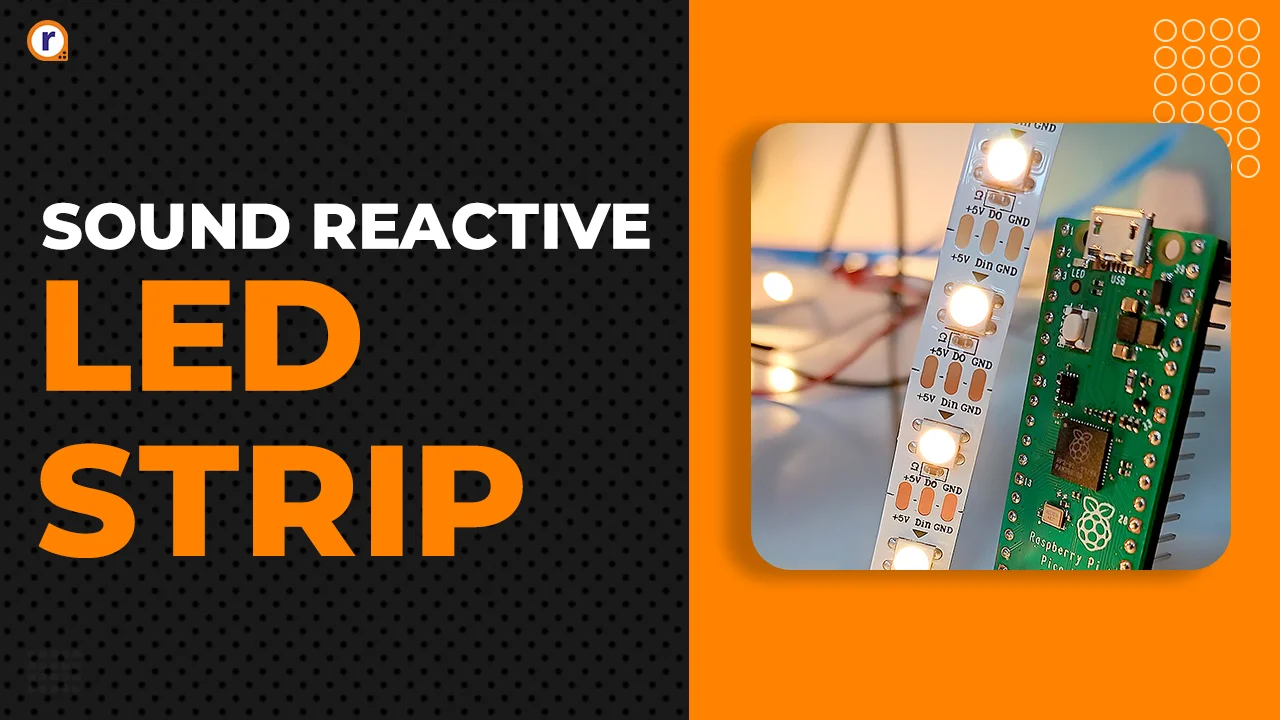 r
SOUND REACTIVE
LED
STRIP
GND
+5V DO GND
+5V Din GND
+5V DO GND
+5V Din GND
+5V DO GND
+5V Din GND
LED
USB
Raspberry Pi